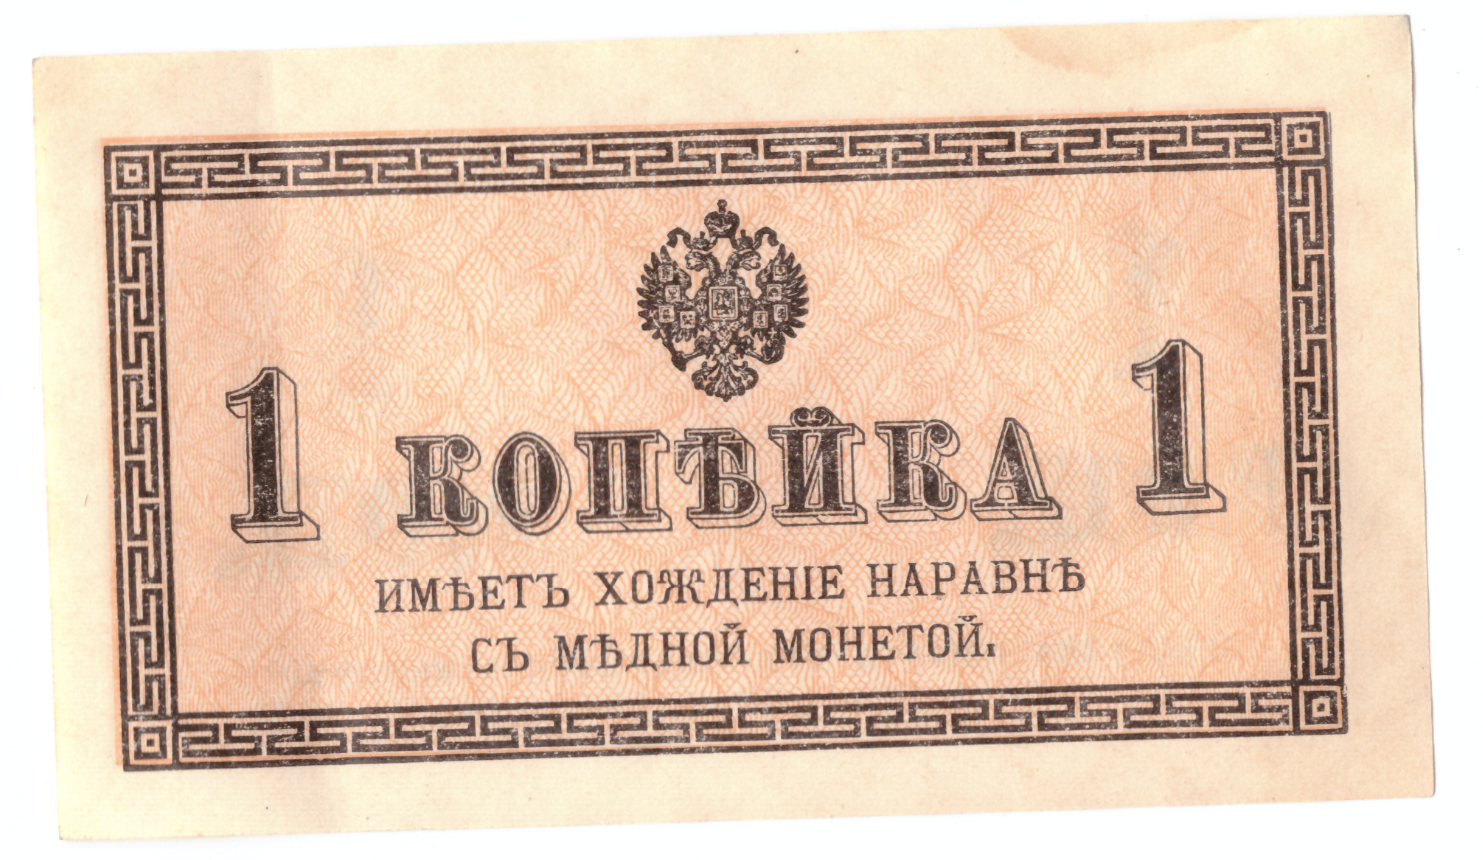 1 КОПѢЙКА 1
ИМѢЕТЪ ХОЖДЕНІЕ НАРАВНѢ
СЪ МѢДНОЙ МОНЕТОЙ.